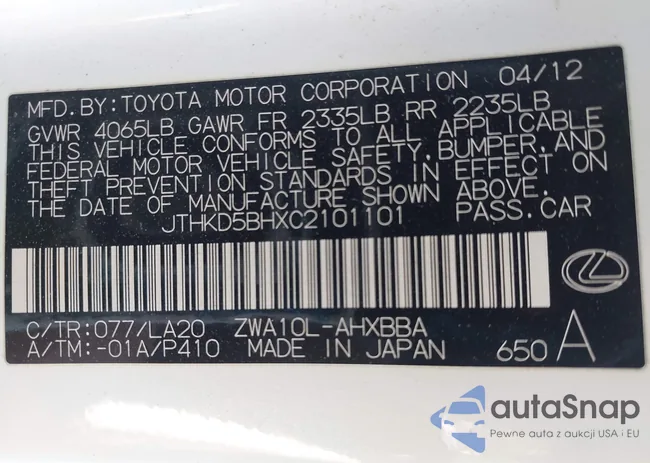 MFD. BY: TOYOTA MOTOR CORPORATION 04/12
GVWR 4065LB GAWR FR 2335LB RR 2235LB
THIS VEHICLE CONFORMS TO ALL APPLICABLE
FEDERAL MOTOR VEHICLE SAFETY, BUMPER, AND
THEFT PREVENTION STANDARDS IN EFFECT ON
THE DATE OF MANUFACTURE SHOWN ABOVE.
JTHKD5BHXC2101101 PASS. CAR
C/TR: 077/LA20 ZWA10L-AHXBBA
A/TM: -01A/P410 MADE IN JAPAN 650 A
autaSnap
Pewne auta z aukcji USA i EU